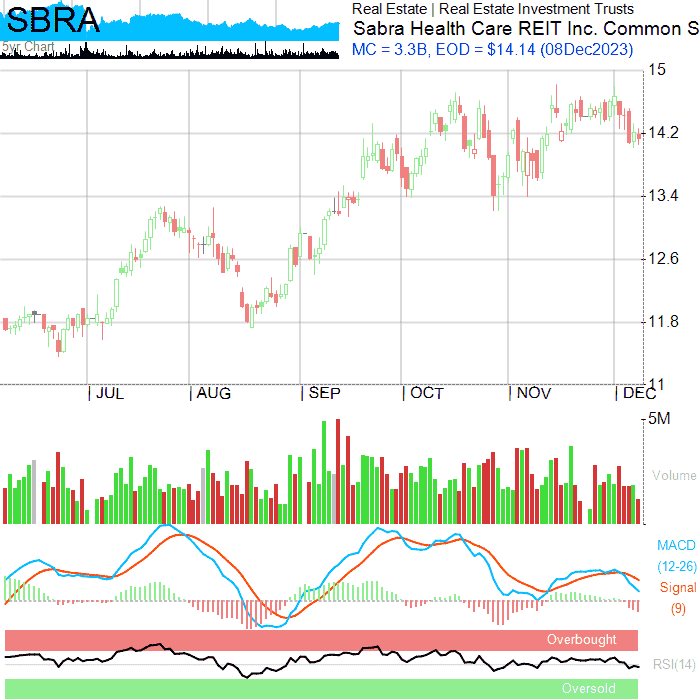 SBRA
5yr Chart
Real Estate | Real Estate Investment Trusts
Sabra Health Care REIT Inc. Common S
MC = 3.3B, EOD = $14.14 (08Dec2023)
15
14.2
13.4
12.6
11.8
11
JUL AUG SEP OCT NOV DEC
5M
Volume
MACD
(12-26)
Signal
(9)
Overbought
RSI(14)
Oversold